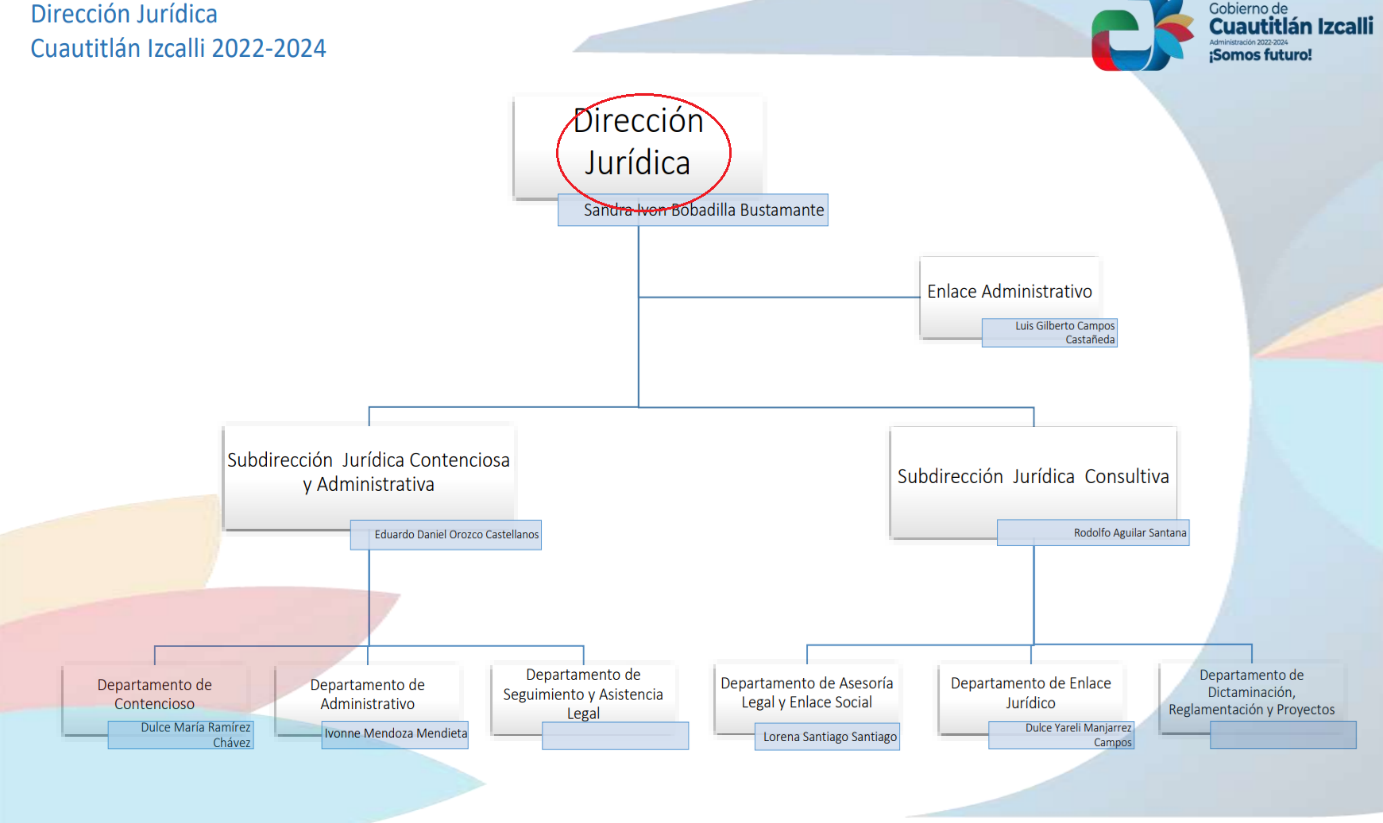 Dirección Jurídica
Cuautitlán Izcalli 2022-2024
Gobierno de
Cuautitlán Izcalli
Administración 2022-2024
¡Somos futuro!
Dirección
Jurídica
Sandra Ivon Bobadilla Bustamante
Enlace Administrativo
Luis Gilberto Campos
Castañeda
Subdirección Jurídica Contenciosa
y Administrativa
Eduardo Daniel Orozco Castellanos
Subdirección Jurídica Consultiva
Rodolfo Aguilar Santana
Departamento de
Contencioso
Dulce María Ramírez
Chávez
Departamento de
Administrativo
Ivonne Mendoza Mendieta
Departamento de
Seguimiento y Asistencia
Legal
Departamento de Asesoría
Legal y Enlace Social
Lorena Santiago Santiago
Departamento de Enlace
Jurídico
Dulce Yareli Manjarrez
Campos
Departamento de
Dictaminación,
Reglamentación y Proyectos